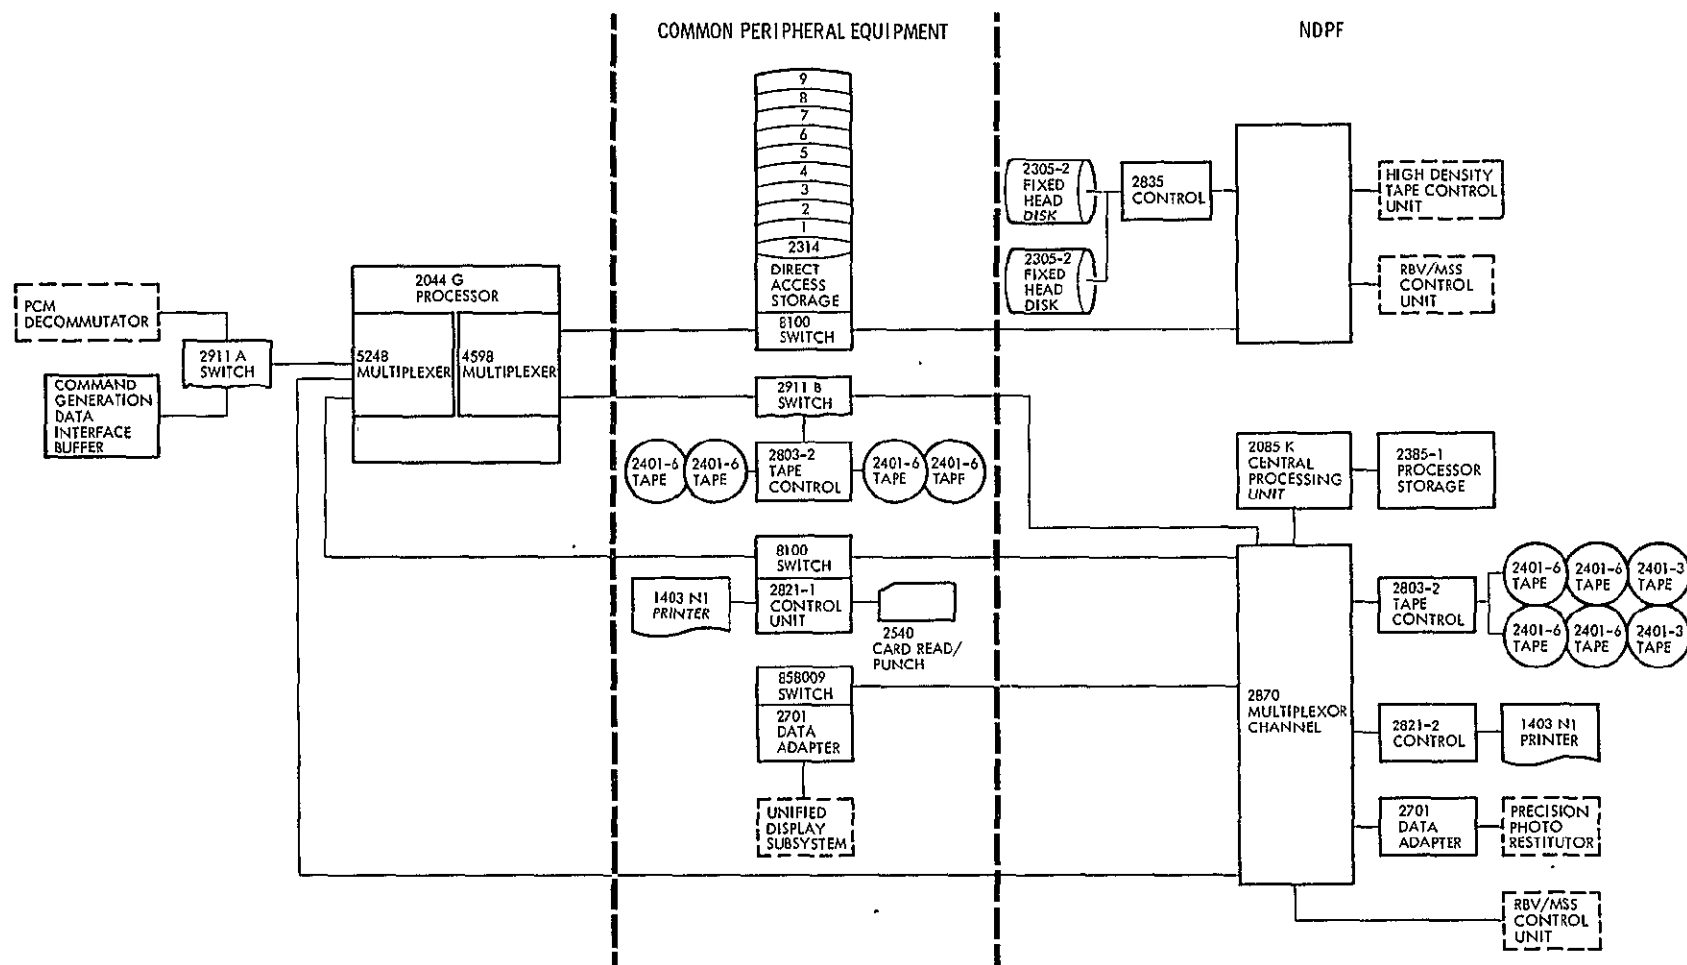 COMMON PERIPHERAL EQUIPMENT
NDPF
9
8
7
6
5
4
3
2
1
2314
DIRECT
ACCESS
STORAGE
8100
SWITCH
2305-2
FIXED
HEAD
DISK
2835
CONTROL
HIGH DENSITY
TAPE CONTROL
UNIT
2305-2
FIXED
HEAD
DISK
RBV/MSS
CONTROL
UNIT
PCM
DECOMMUTATOR
2911 A
SWITCH
COMMAND
GENERATION
DATA
INTERFACE
BUFFER
2044 G
PROCESSOR
5248
MULTIPLEXER
4598
MULTIPLEXER
2911 B
SWITCH
2401-6
TAPE
2401-6
TAPE
2803-2
TAPE
CONTROL
2401-6
TAPE
2401-6
TAPF
2085 K
CENTRAL
PROCESSING
UNIT
2385-1
PROCESSOR
STORAGE
8100
SWITCH
1403 N1
PRINTER
2821-1
CONTROL
UNIT
2540
CARD READ/
PUNCH
858009
SWITCH
2701
DATA
ADAPTER
UNIFIED
DISPLAY
SUBSYSTEM
2870
MULTIPLEXOR
CHANNEL
2803-2
TAPE
CONTROL
2401-6
TAPE
2401-6
TAPE
2401-3
TAPE
2401-6
TAPE
2401-6
TAPE
2401-3
TAPE
2821-2
CONTROL
1403 N1
PRINTER
2701
DATA
ADAPTER
PRECISION
PHOTO
RESTITUTOR
RBV/MSS
CONTROL
UNIT